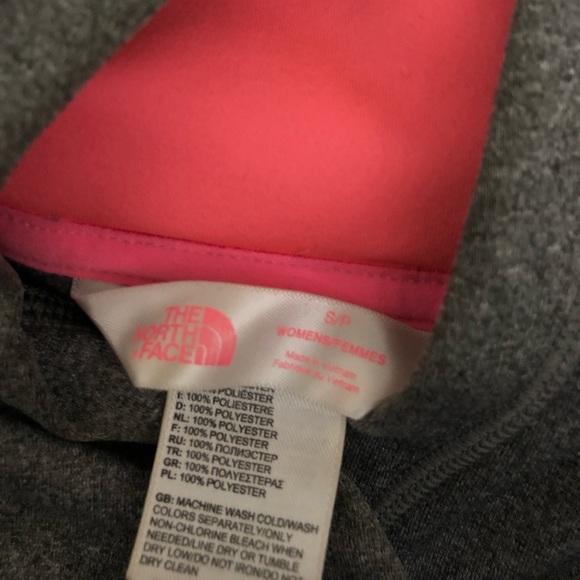 THE
NORTH
FACE
S/P
WOMENS/FEMMES
Made in Vietnam
Fabriqué du Vietnam
I: 100% POLIESTERE
D: 100% POLYESTER
NL: 100% POLYESTER
F: 100% POLYESTER
RU: 100% ПОЛИЭСТЕР
TR: 100% POLYESTER
GR: 100% ΠΟΛΥΕΣΤΕΡΑΣ
PL: 100% POLYESTER
GB: MACHINE WASH COLD/WASH
COLORS SEPARATELY/ONLY
NON-CHLORINE BLEACH WHEN
NEEDED/LINE DRY OR TUMBLE
DRY LOW/DO NOT IRON/DO NOT
DRY CLEAN